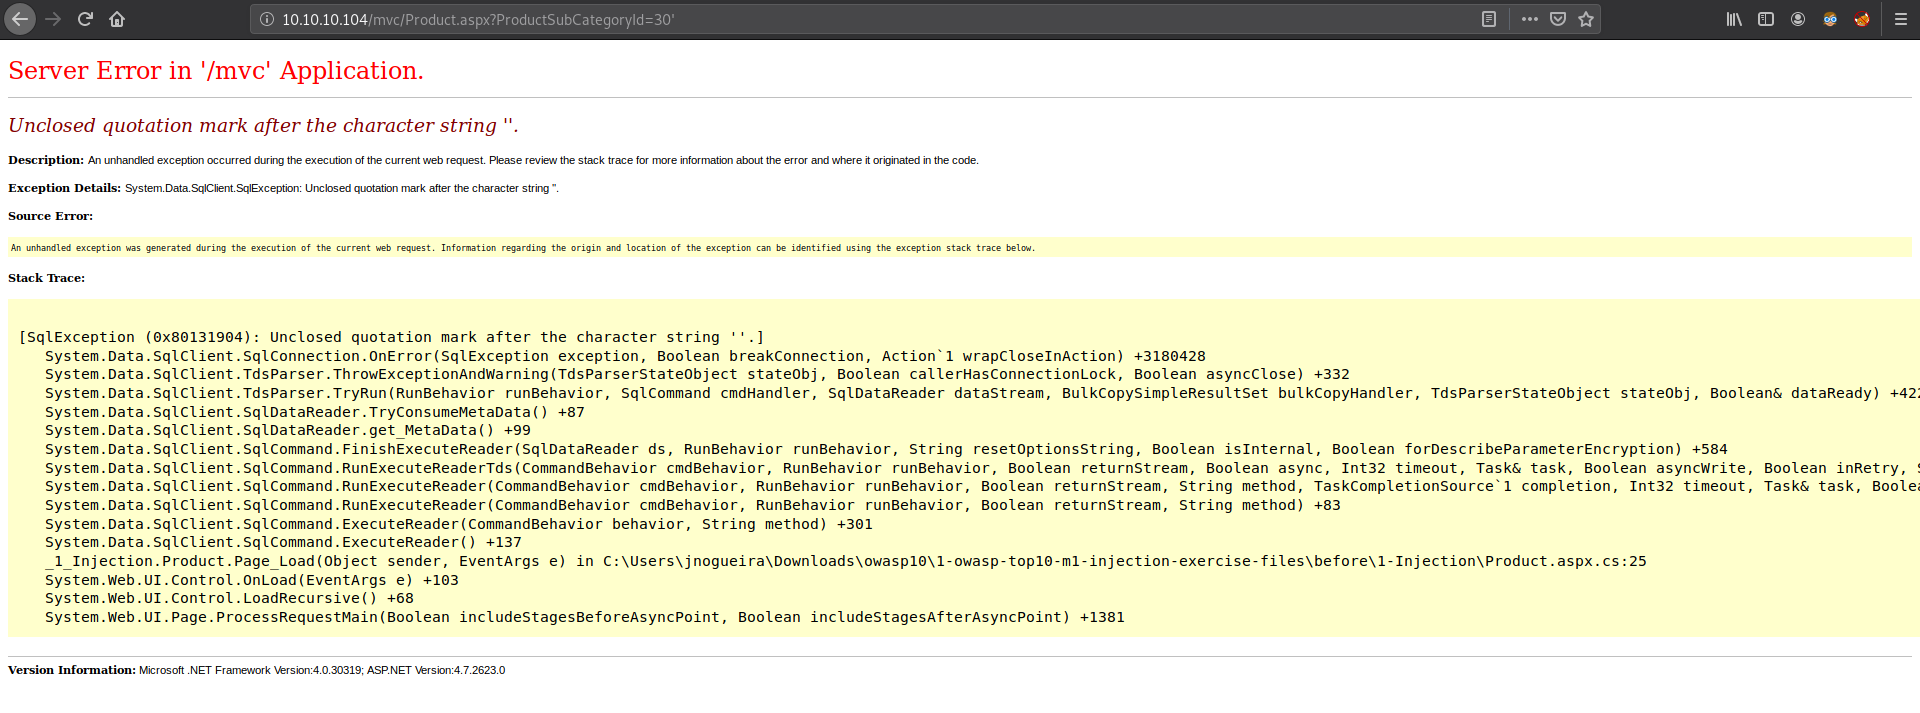 10.10.10.104/mvc/Product.aspx?ProductSubCategoryId=30'
Server Error in '/mvc' Application.
Unclosed quotation mark after the character string ''.
Description: An unhandled exception occurred during the execution of the current web request. Please review the stack trace for more information about the error and where it originated in the code.
Exception Details: System.Data.SqlClient.SqlException: Unclosed quotation mark after the character string ''.
Source Error:
An unhandled exception was generated during the execution of the current web request. Information regarding the origin and location of the exception can be identified using the exception stack trace below.
Stack Trace:
[SqlException (0x80131904): Unclosed quotation mark after the character string ''.]
System.Data.SqlClient.SqlConnection.OnError(SqlException exception, Boolean breakConnection, Action`1 wrapCloseInAction) +3180428
System.Data.SqlClient.TdsParser.ThrowExceptionAndWarning(TdsParserStateObject stateObj, Boolean callerHasConnectionLock, Boolean asyncClose) +332
System.Data.SqlClient.TdsParser.TryRun(RunBehavior runBehavior, SqlCommand cmdHandler, SqlDataReader dataStream, BulkCopySimpleResultSet bulkCopyHandler, TdsParserStateObject stateObj, Boolean& dataReady) +422
System.Data.SqlClient.SqlDataReader.TryConsumeMetaData() +87
System.Data.SqlClient.SqlDataReader.get_MetaData() +99
System.Data.SqlClient.SqlCommand.FinishExecuteReader(SqlDataReader ds, RunBehavior runBehavior, String resetOptionsString, Boolean isInternal, Boolean forDescribeParameterEncryption) +584
System.Data.SqlClient.SqlCommand.RunExecuteReaderTds(CommandBehavior cmdBehavior, RunBehavior runBehavior, Boolean returnStream, Boolean async, Int32 timeout, Task& task, Boolean asyncWrite, Boolean inRetry,
System.Data.SqlClient.SqlCommand.RunExecuteReader(CommandBehavior cmdBehavior, RunBehavior runBehavior, Boolean returnStream, String method, TaskCompletionSource`1 completion, Int32 timeout, Task& task, Boolea
System.Data.SqlClient.SqlCommand.RunExecuteReader(CommandBehavior cmdBehavior, RunBehavior runBehavior, Boolean returnStream, String method) +83
System.Data.SqlClient.SqlCommand.ExecuteReader(CommandBehavior behavior, String method) +301
System.Data.SqlClient.SqlCommand.ExecuteReader() +137
_1_Injection.Product.Page_Load(Object sender, EventArgs e) in C:\Users\jnogueira\Downloads\owasp10\1-owasp-top10-m1-injection-exercise-files\before\1-Injection\Product.aspx.cs:25
System.Web.UI.Control.OnLoad(EventArgs e) +103
System.Web.UI.Control.LoadRecursive() +68
System.Web.UI.Page.ProcessRequestMain(Boolean includeStagesBeforeAsyncPoint, Boolean includeStagesAfterAsyncPoint) +1381
Version Information: Microsoft .NET Framework Version:4.0.30319; ASP.NET Version:4.7.2623.0